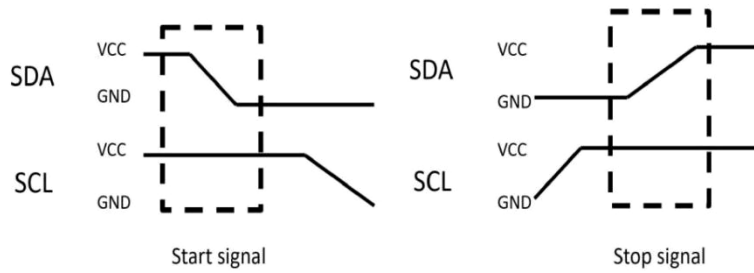 VCC
SDA
GND
VCC
SCL
GND
Start signal
VCC
SDA
GND
VCC
SCL
GND
Stop signal